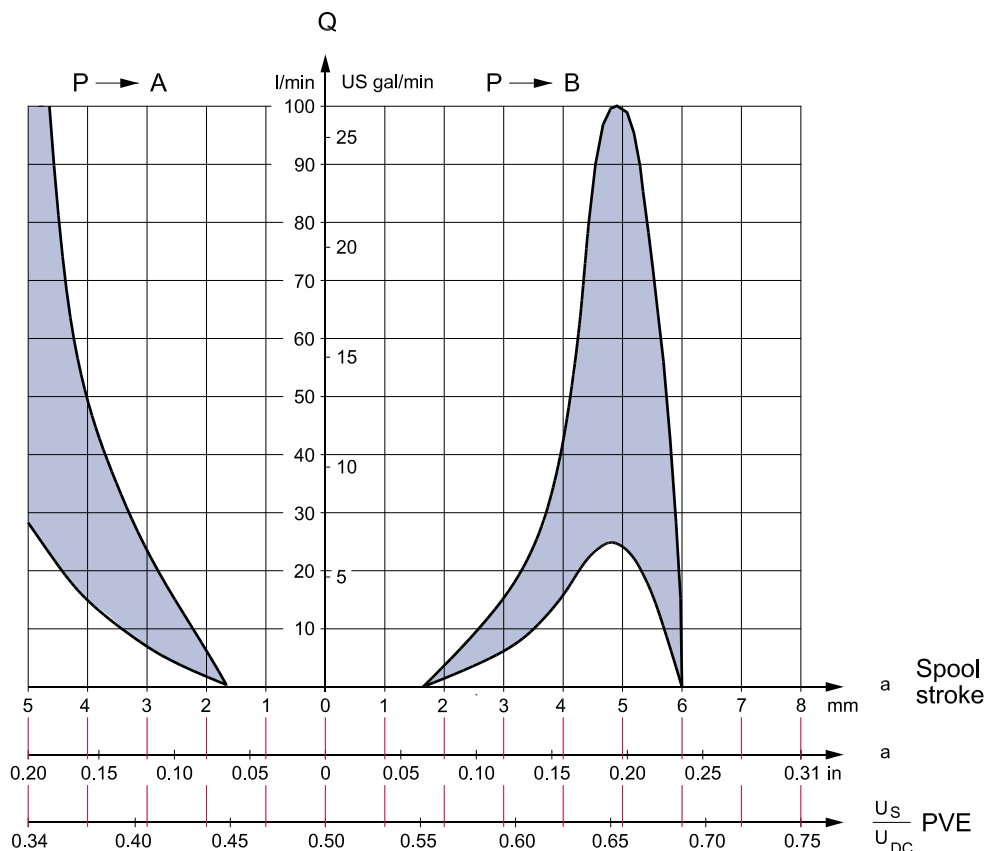 Q
P → A
l/min
US gal/min
P → B
100
90
80
70
60
50
40
30
20
10
25
20
15
10
5
5 4 3 2 1 0 1 2 3 4 5 6 7 8 mm
a
Spool
stroke
0.20 0.15 0.10 0.05 0 0.05 0.10 0.15 0.20 0.25 0.31 in
a
0.34 0.40 0.45 0.50 0.55 0.60 0.65 0.70 0.75
US
UDC
PVE